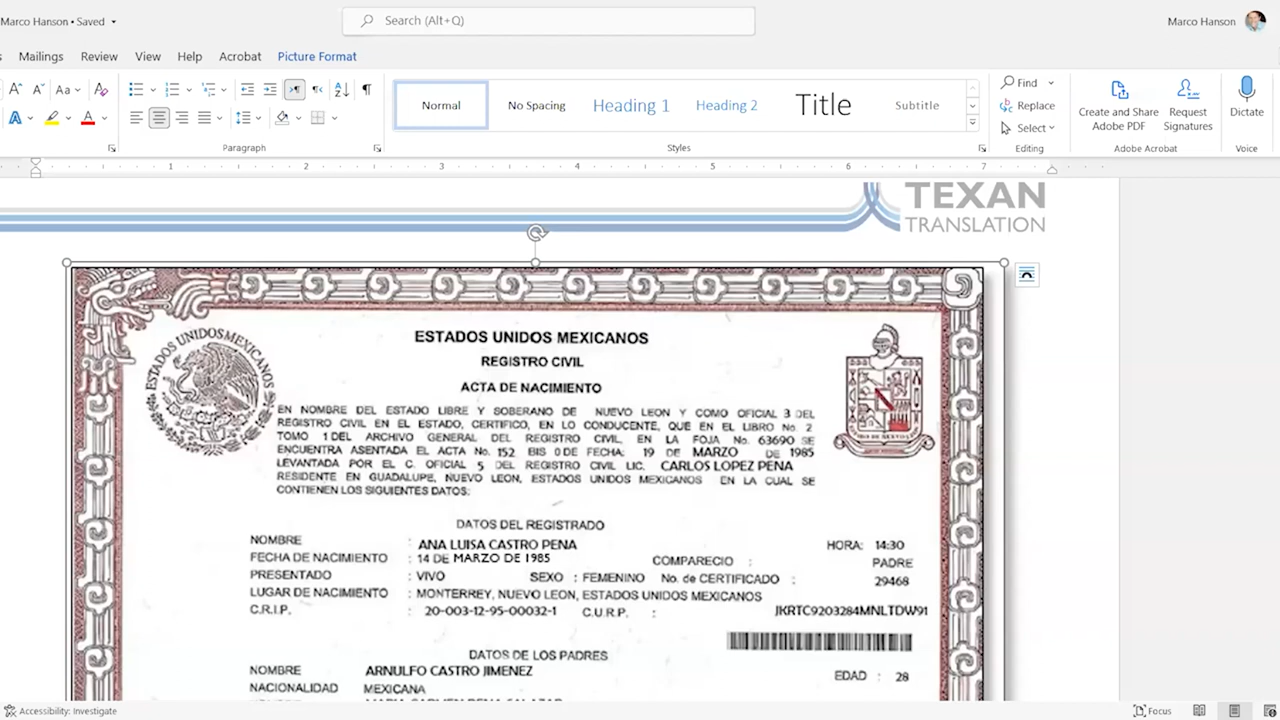 Marco Hanson • Saved
Search (Alt+Q)
Marco Hanson
Mailings Review View Help Acrobat Picture Format
Find
Replace
Select
Editing
Normal
No Spacing
Heading 1
Heading 2
Title
Subtitle
Create and Share
Adobe PDF
Request
Signatures
Dictate
Paragraph
Styles
Adobe Acrobat
Voice
1 2 3 4 5 6 7
TEXAN
TRANSLATION
ESTADOS UNIDOS MEXICANOS
ESTADOS UNIDOS MEXICANOS
REGISTRO CIVIL
ACTA DE NACIMIENTO
EN NOMBRE DEL ESTADO LIBRE Y SOBERANO DE NUEVO LEON Y COMO OFICIAL 3 DEL
REGISTRO CIVIL EN EL ESTADO, CERTIFICO, EN LO CONDUCENTE, QUE EN EL LIBRO No. 2
TOMO 1 DEL ARCHIVO GENERAL DEL REGISTRO CIVIL, EN LA FOJA No. 63690 SE
ENCUENTRA ASENTADA EL ACTA No. 152 BIS 0 DE FECHA: 19 DE MARZO DE 1985
LEVANTADA POR EL C. OFICIAL 5 DEL REGISTRO CIVIL LIC. CARLOS LOPEZ PENA
RESIDENTE EN GUADALUPE, NUEVO LEON, ESTADOS UNIDOS MEXICANOS EN LA CUAL SE
CONTIENEN LOS SIGUIENTES DATOS:
DATOS DEL REGISTRADO
NOMBRE : ANA LUISA CASTRO PENA HORA: 14:30
FECHA DE NACIMIENTO : 14 DE MARZO DE 1985 COMPARECIO : PADRE
PRESENTADO : VIVO SEXO : FEMENINO No. de CERTIFICADO : 29468
LUGAR DE NACIMIENTO : MONTERREY, NUEVO LEON, ESTADOS UNIDOS MEXICANOS
C.R.I.P. : 20-003-12-95-00032-1 C.U.R.P. : JKRTC9203284MNLTDW91
DATOS DE LOS PADRES
NOMBRE ARNULFO CASTRO JIMENEZ EDAD : 28
NACIONALIDAD MEXICANA
Accessibility: Investigate
Focus